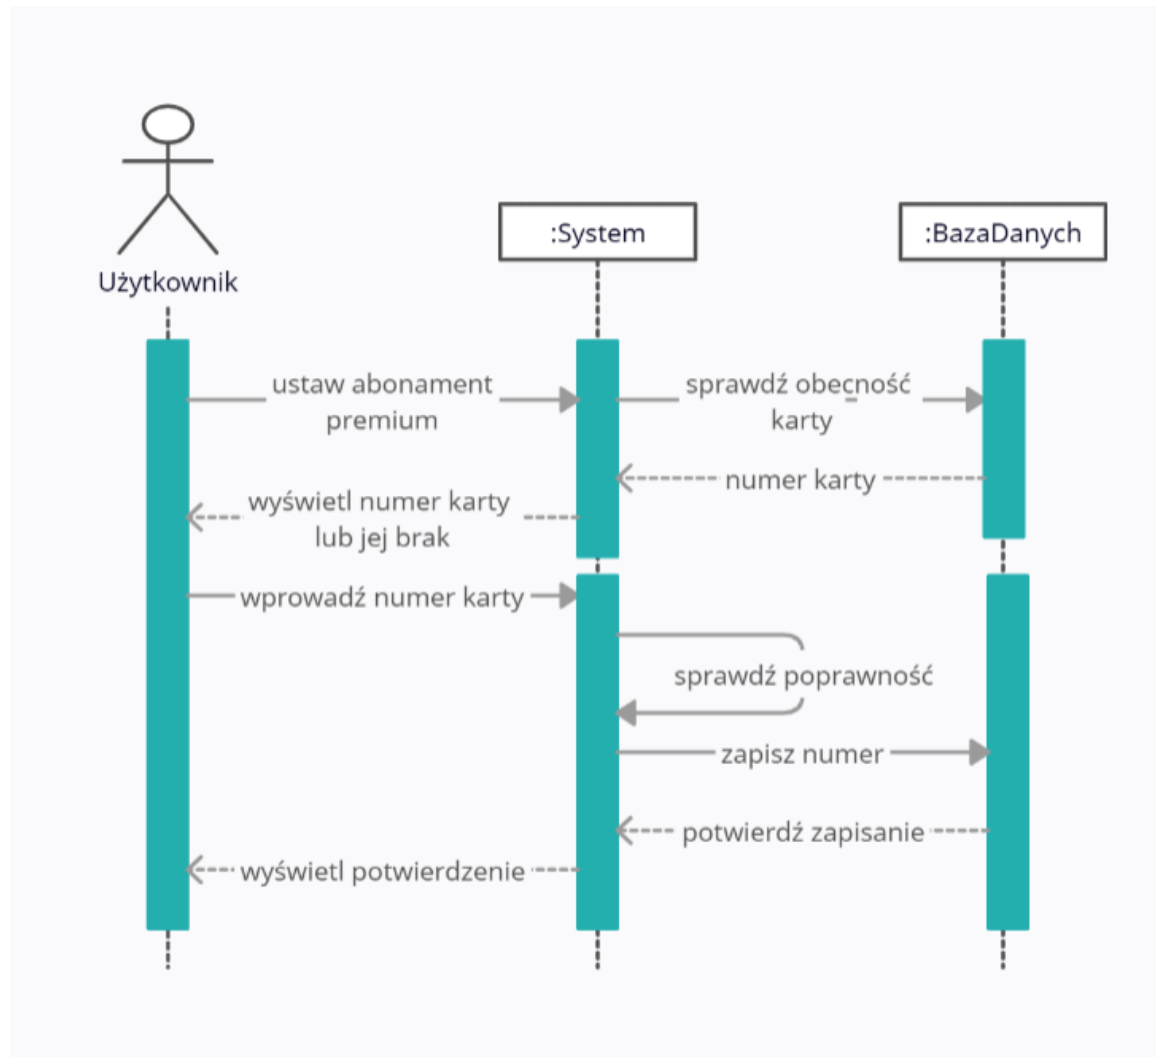 :System
:BazaDanych
Użytkownik
ustaw abonament
premium
sprawdź obecność
karty
numer karty
wyświetl numer karty
lub jej brak
wprowadź numer karty
sprawdź poprawność
zapisz numer
potwierdź zapisanie
wyświetl potwierdzenie